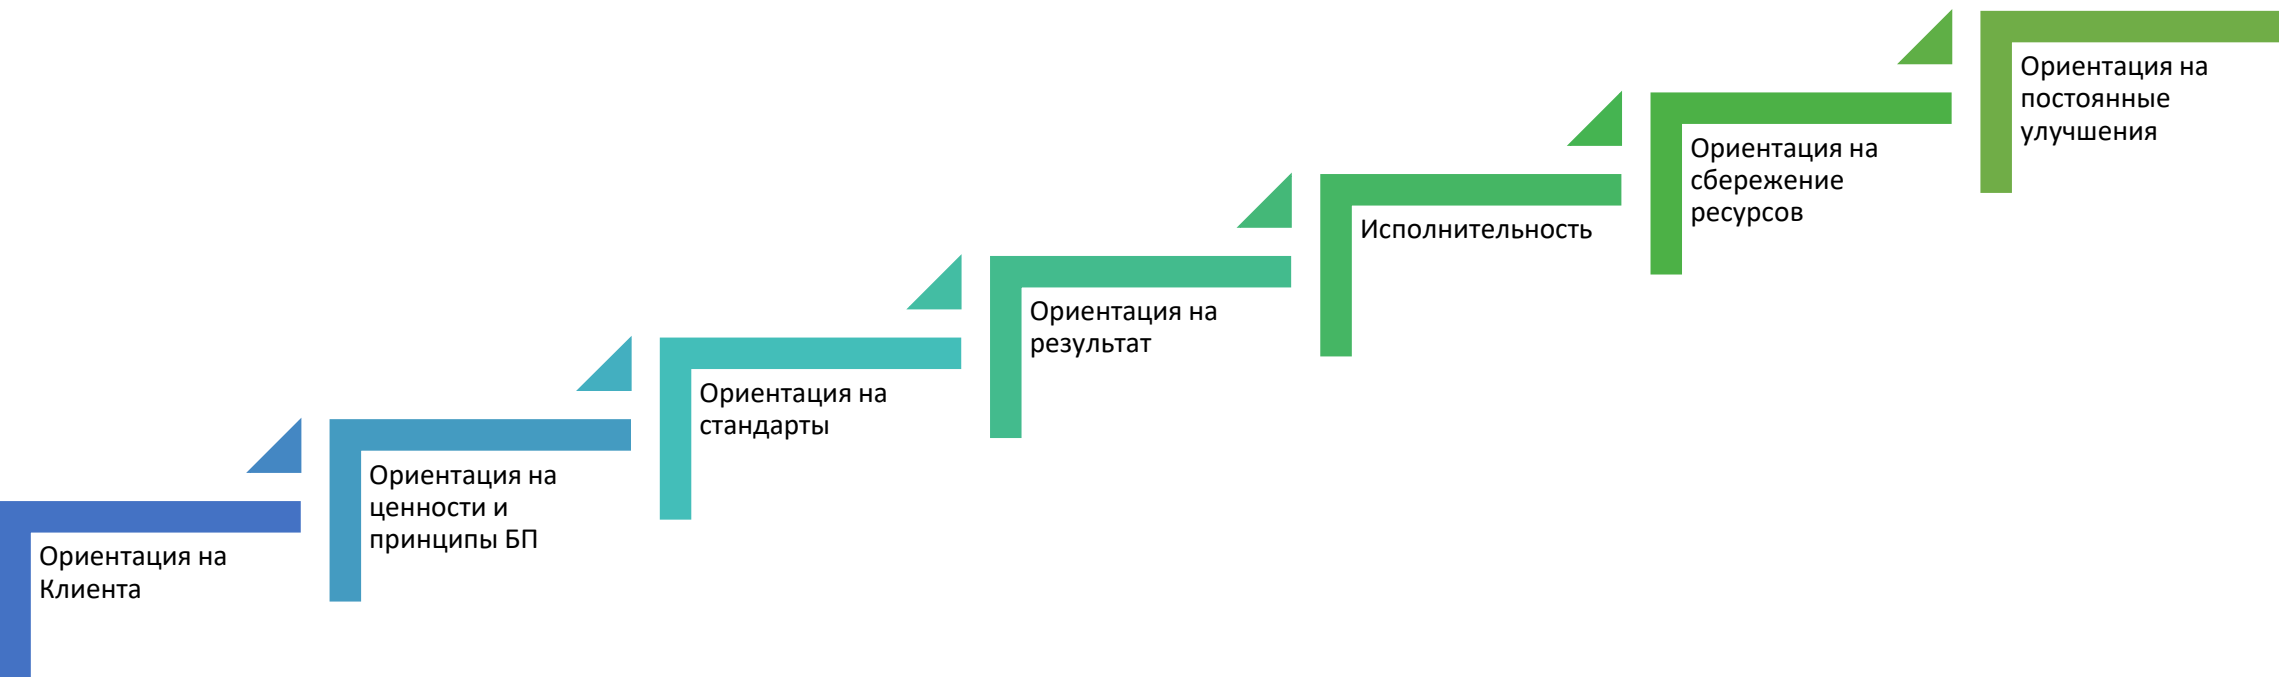 Ориентация на
Клиента
Ориентация на
ценности и
принципы БП
Ориентация на
стандарты
Ориентация на
результат
Исполнительность
Ориентация на
сбережение
ресурсов
Ориентация на
постоянные
улучшения